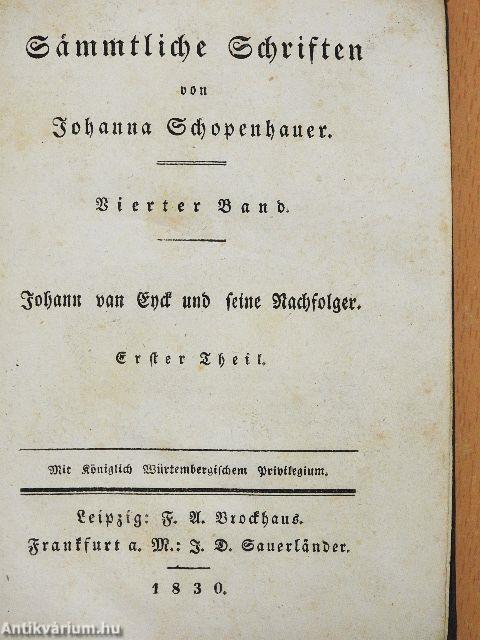 Sämmtliche Schriften
von
Johanna Schopenhauer.
Vierter Band.
Johann van Eyck und seine Nachfolger.
Erster Theil.
Mit Königlich Würtembergischem Privilegium.
Leipzig: F. A. Brockhaus.
Frankfurt a. M.: J. D. Sauerländer.
1830.
Antikvárium.hu